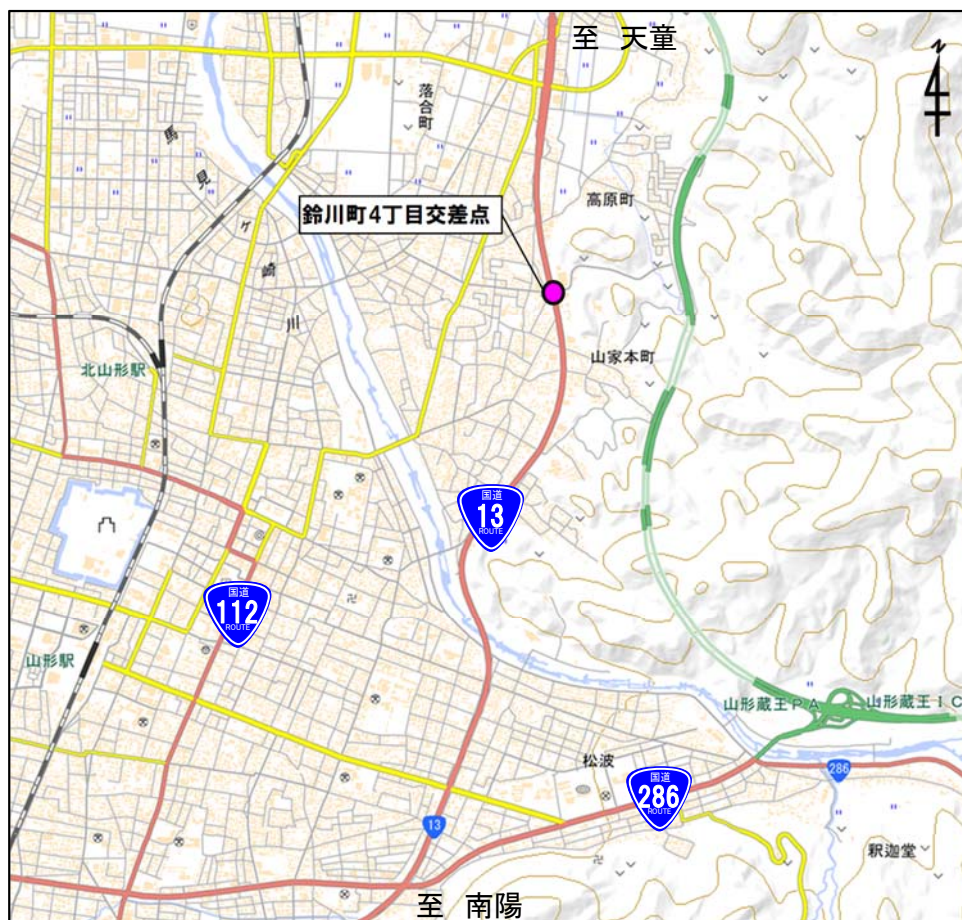 至 天童
落合町
馬見ヶ崎川
高原町
鈴川町4丁目交差点
山家本町
北山形駅
国道
13
ROUTE
国道
112
ROUTE
山形駅
山形蔵王PA
山形蔵王IC
松波
国道
286
ROUTE
286
13
釈迦堂
至 南陽